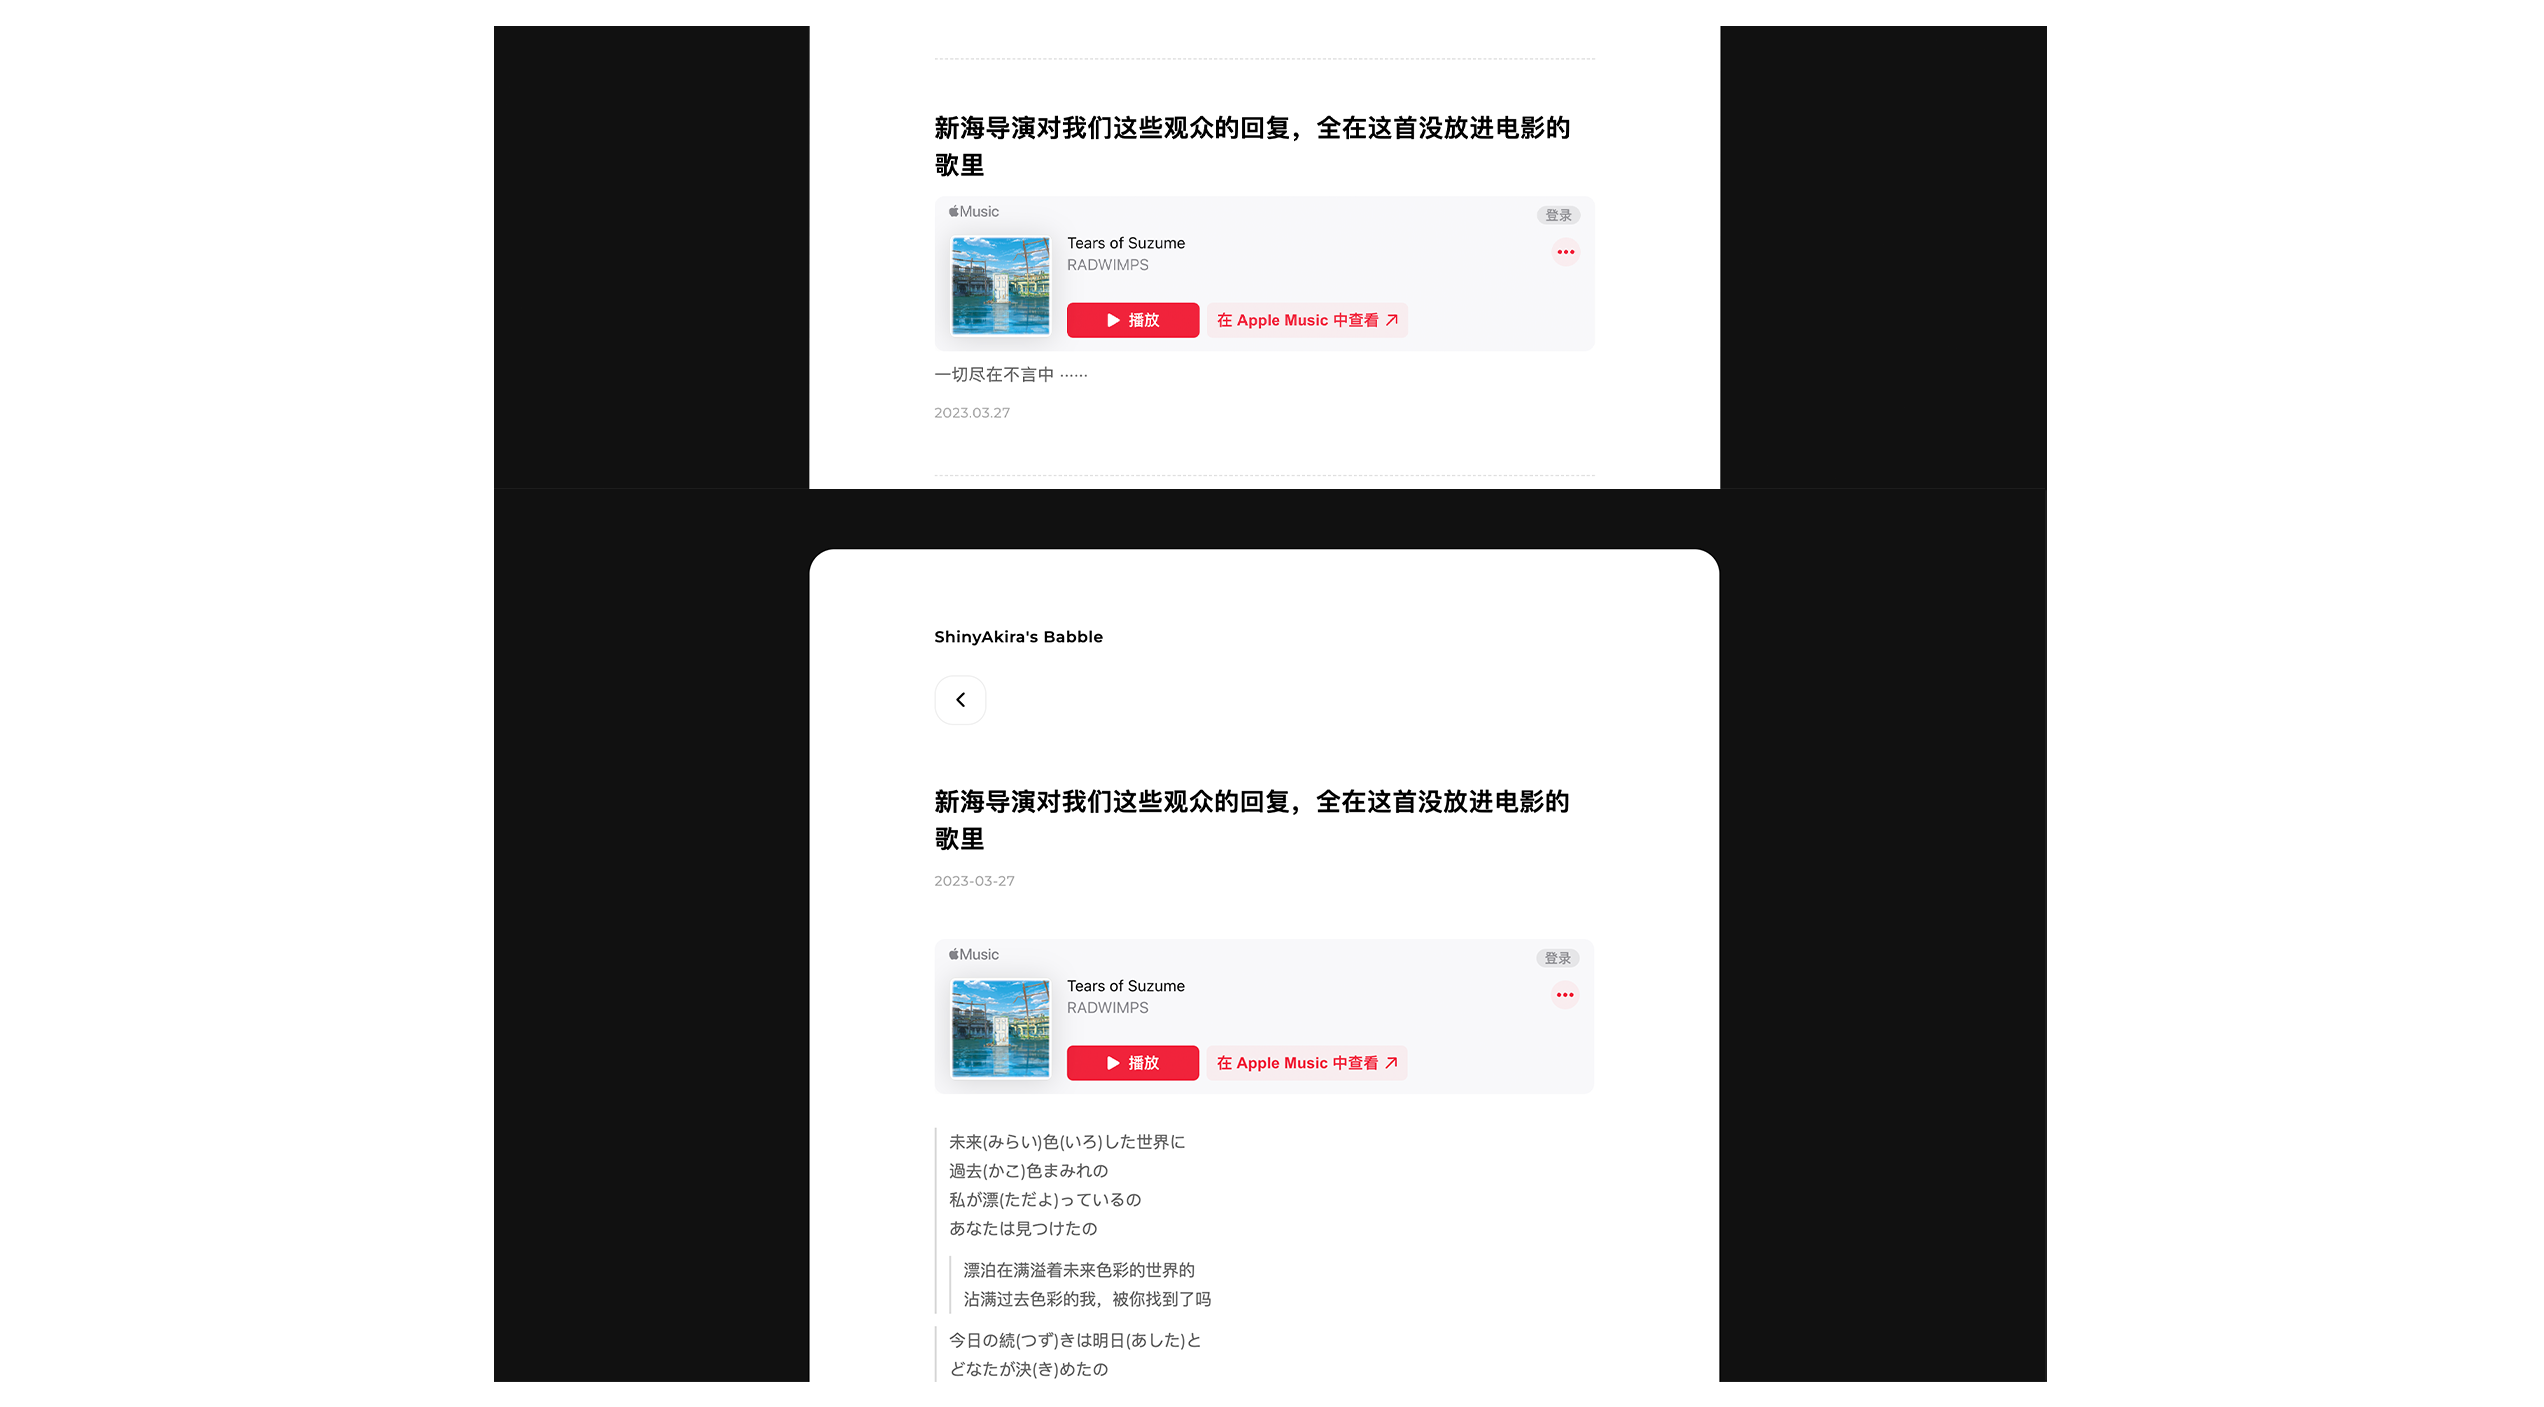 新海导演对我们这些观众的回复，全在这首没放进电影的
歌里
Music
登录
Tears of Suzume
RADWIMPS
播放
在 Apple Music 中查看
一切尽在不言中 ······
2023.03.27
ShinyAkira's Babble
新海导演对我们这些观众的回复，全在这首没放进电影的
歌里
2023-03-27
Music
登录
Tears of Suzume
RADWIMPS
播放
在 Apple Music 中查看
未来(みらい)色(いろ)した世界に
過去(かこ)色まみれの
私が漂(ただよ)っているの
あなたは見つけたの
漂泊在满溢着未来色彩的世界的
沾满过去色彩的我，被你找到了吗
今日の続(つず)きは明日(あした)と
どなたが決(き)めたの